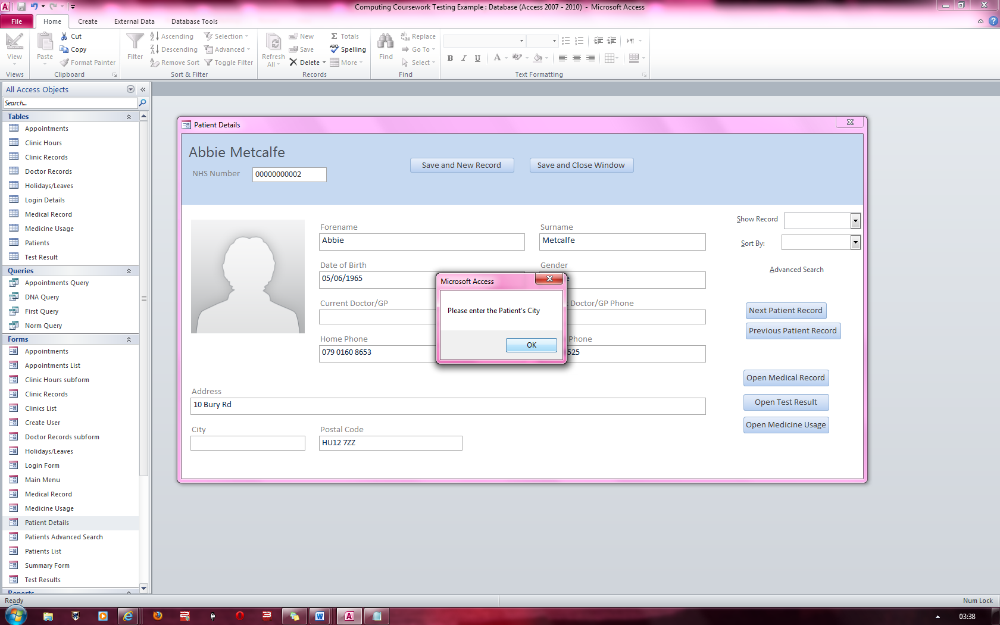 Computing Coursework Testing Example : Database (Access 2007 - 2010) - Microsoft Access
File Home Create External Data Database Tools
View
Views
Paste
Cut
Copy
Format Painter
Clipboard
Filter
Ascending
Descending
Remove Sort
Selection
Advanced
Toggle Filter
Sort & Filter
Refresh
All
New
Save
Delete
Totals
Spelling
More
Records
Find
Replace
Go To
Select
Find
Text Formatting
All Access Objects
Search...
Tables
Appointments
Clinic Hours
Clinic Records
Doctor Records
Holidays/Leaves
Login Details
Medical Record
Medicine Usage
Patients
Test Result
Queries
Appointments Query
DNA Query
First Query
Norm Query
Forms
Appointments
Appointments List
Clinic Hours subform
Clinic Records
Clinics List
Create User
Doctor Records subform
Holidays/Leaves
Login Form
Main Menu
Medical Record
Medicine Usage
Patient Details
Patients Advanced Search
Patients List
Summary Form
Test Results
Reports
Patient Details
Abbie Metcalfe
NHS Number 00000000002
Save and New Record
Save and Close Window
Forename
Abbie
Surname
Metcalfe
Date of Birth
05/06/1965
Gender
e
Current Doctor/GP
Doctor/GP Phone
Home Phone
079 0160 8653
Phone
525
Address
10 Bury Rd
City
Postal Code
HU12 7ZZ
Show Record
Sort By:
Advanced Search
Next Patient Record
Previous Patient Record
Open Medical Record
Open Test Result
Open Medicine Usage
Microsoft Access
Please enter the Patient's City
OK
Ready
Num Lock
03:38